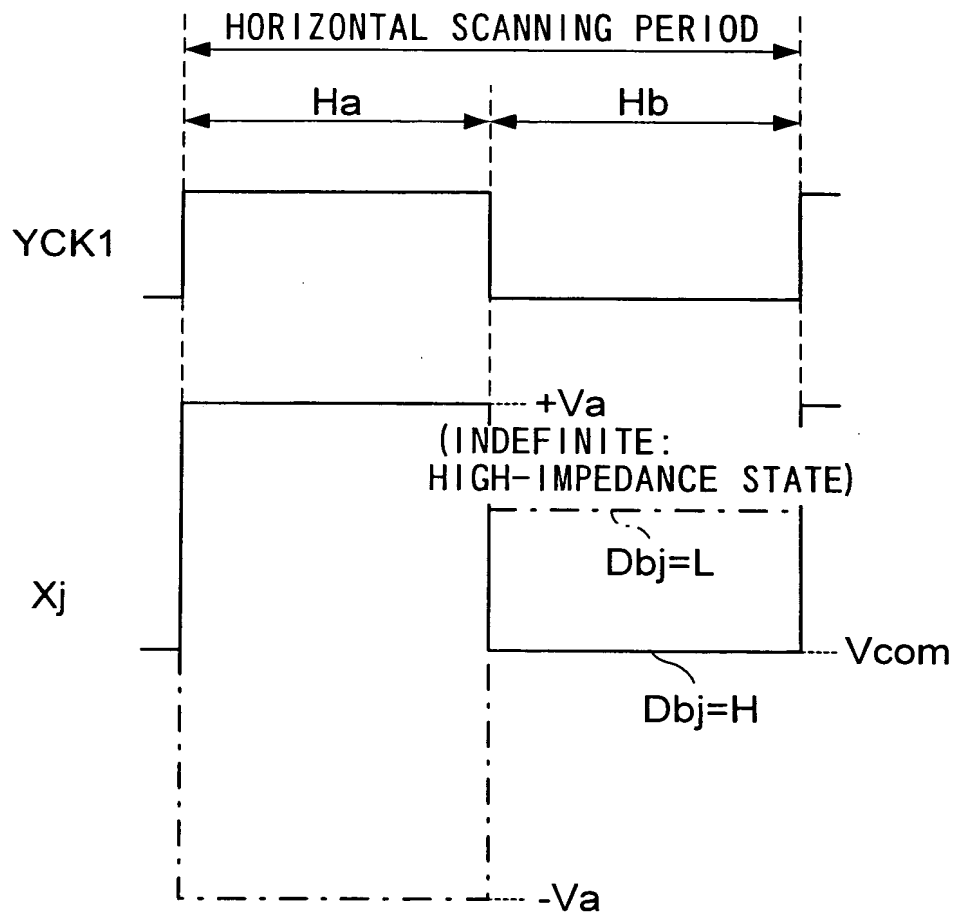 HORIZONTAL SCANNING PERIOD
Ha
Hb
YCK1
+Va
(INDEFINITE:
HIGH-IMPEDANCE STATE)
Dbj=L
Xj
Vcom
Dbj=H
-Va